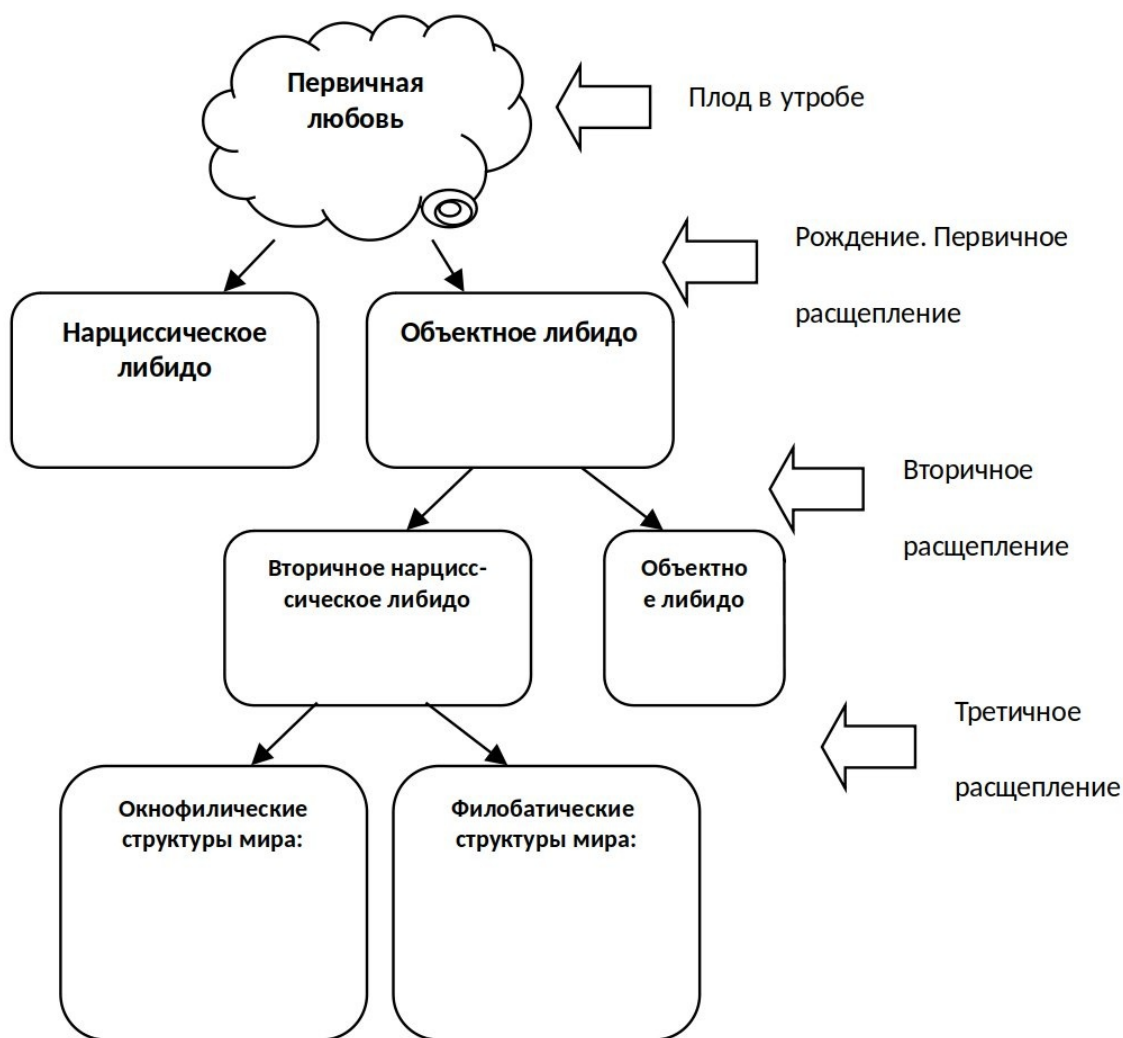 Первичная
любовь
Плод в утробе
Рождение. Первичное
расщепление
Нарциссическое
либидо
Объектное либидо
Вторичное
расщепление
Вторичное нарцисс-
сическое либидо
Объектно
е либидо
Третичное
расщепление
Окнофилические
структуры мира:
Филобатические
структуры мира: